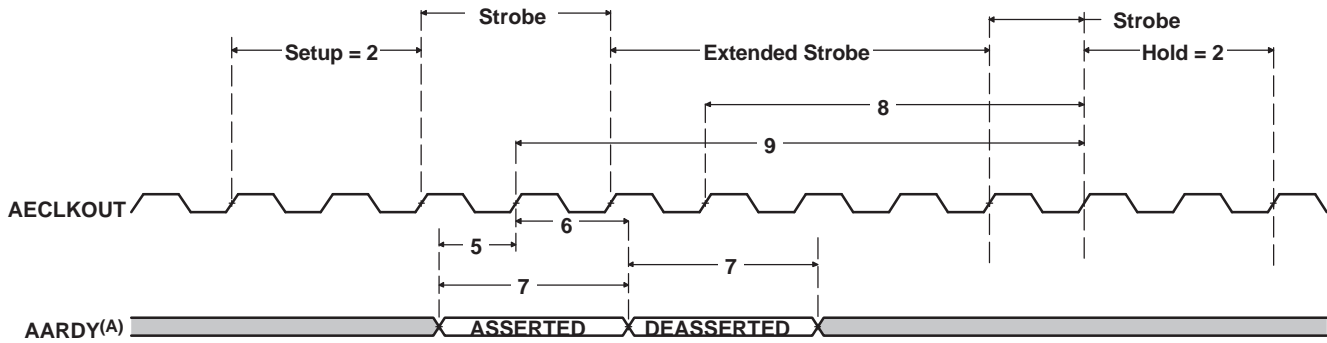 Strobe
Strobe
Setup = 2
Extended Strobe
Hold = 2
8
9
AECLKOUT
6
5
7
7
AARDY(A)
ASSERTED
DEASSERTED